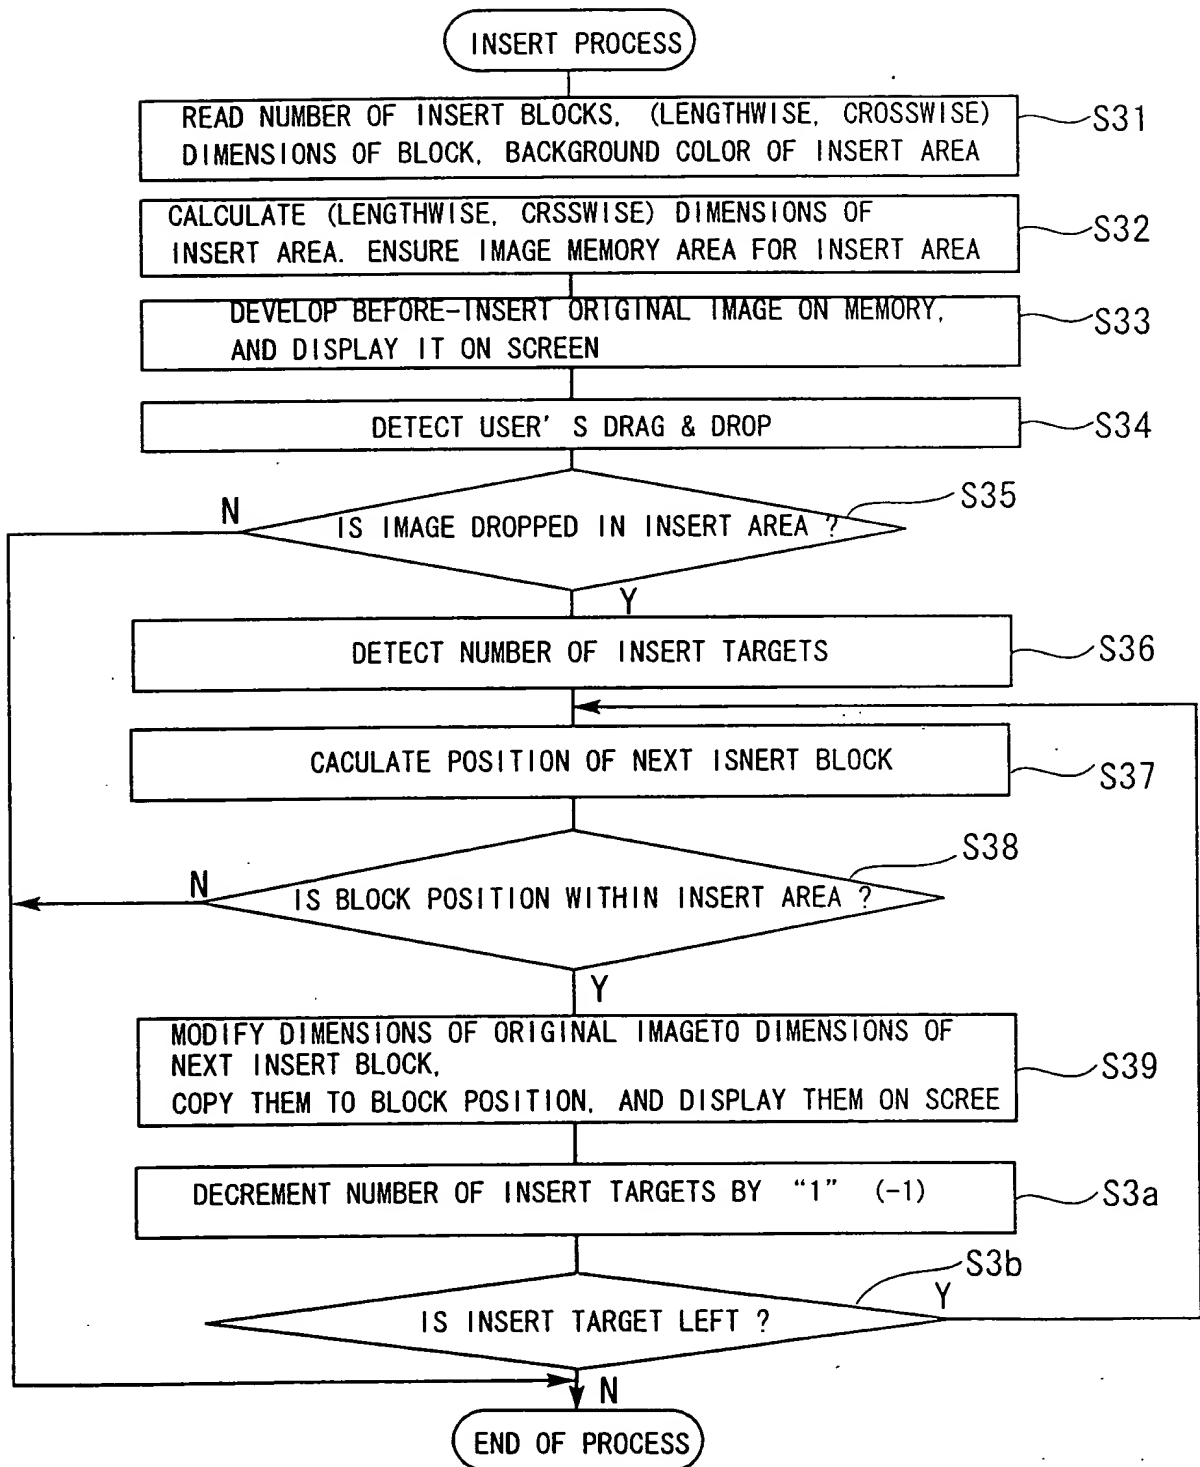 INSERT PROCESS
READ NUMBER OF INSERT BLOCKS, (LENGTHWISE, CROSSWISE)
DIMENSIONS OF BLOCK, BACKGROUND COLOR OF INSERT AREA
S31
CALCULATE (LENGTHWISE, CRSSWISE) DIMENSIONS OF
INSERT AREA. ENSURE IMAGE MEMORY AREA FOR INSERT AREA
S32
DEVELOP BEFORE-INSERT ORIGINAL IMAGE ON MEMORY,
AND DISPLAY IT ON SCREEN
S33
DETECT USER' S DRAG & DROP
S34
S35
N
IS IMAGE DROPPED IN INSERT AREA ?
Y
DETECT NUMBER OF INSERT TARGETS
S36
CACULATE POSITION OF NEXT ISNERT BLOCK
S37
S38
N
IS BLOCK POSITION WITHIN INSERT AREA ?
Y
MODIFY DIMENSIONS OF ORIGINAL IMAGETO DIMENSIONS OF
NEXT INSERT BLOCK,
COPY THEM TO BLOCK POSITION, AND DISPLAY THEM ON SCREE
S39
DECREMENT NUMBER OF INSERT TARGETS BY “1” (-1)
S3a
S3b
Y
IS INSERT TARGET LEFT ?
N
END OF PROCESS